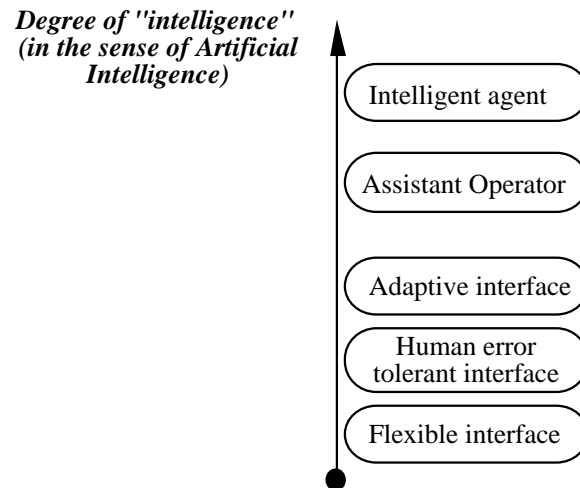 Degree of "intelligence"
(in the sense of Artificial
Intelligence)
Intelligent agent
Assistant Operator
Adaptive interface
Human error
tolerant interface
Flexible interface